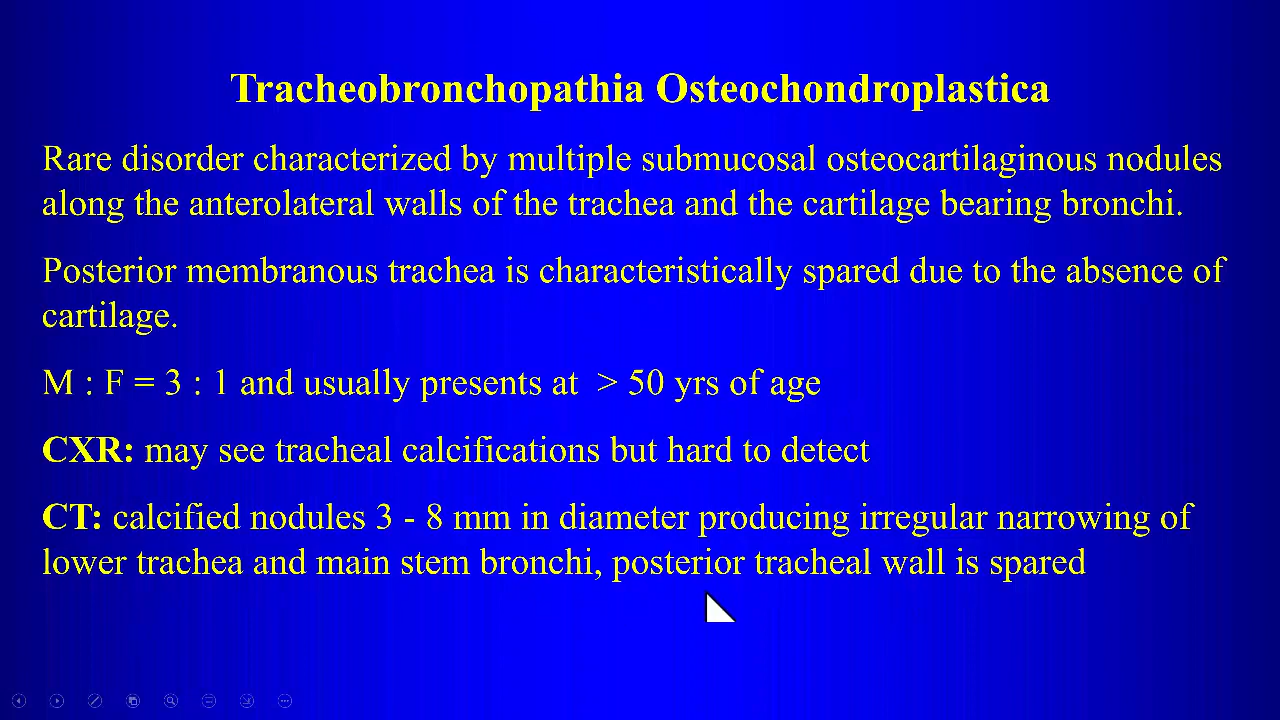 Tracheobronchopathia Osteochondroplastica
Rare disorder characterized by multiple submucosal osteocartilaginous nodules
along the anterolateral walls of the trachea and the cartilage bearing bronchi.
Posterior membranous trachea is characteristically spared due to the absence of
cartilage.
M : F = 3 : 1 and usually presents at > 50 yrs of age
CXR: may see tracheal calcifications but hard to detect
CT: calcified nodules 3 - 8 mm in diameter producing irregular narrowing of
lower trachea and main stem bronchi, posterior tracheal wall is spared